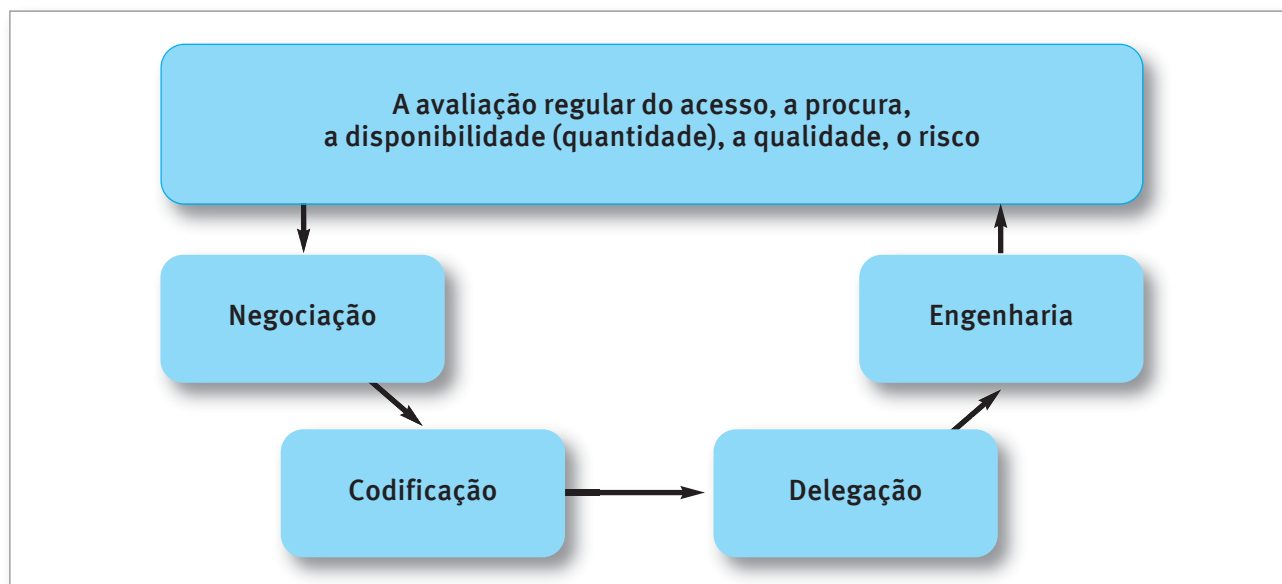 A avaliação regular do acesso, a procura,
a disponibilidade (quantidade), a qualidade, o risco
Negociação
Engenharia
Codificação
Delegação